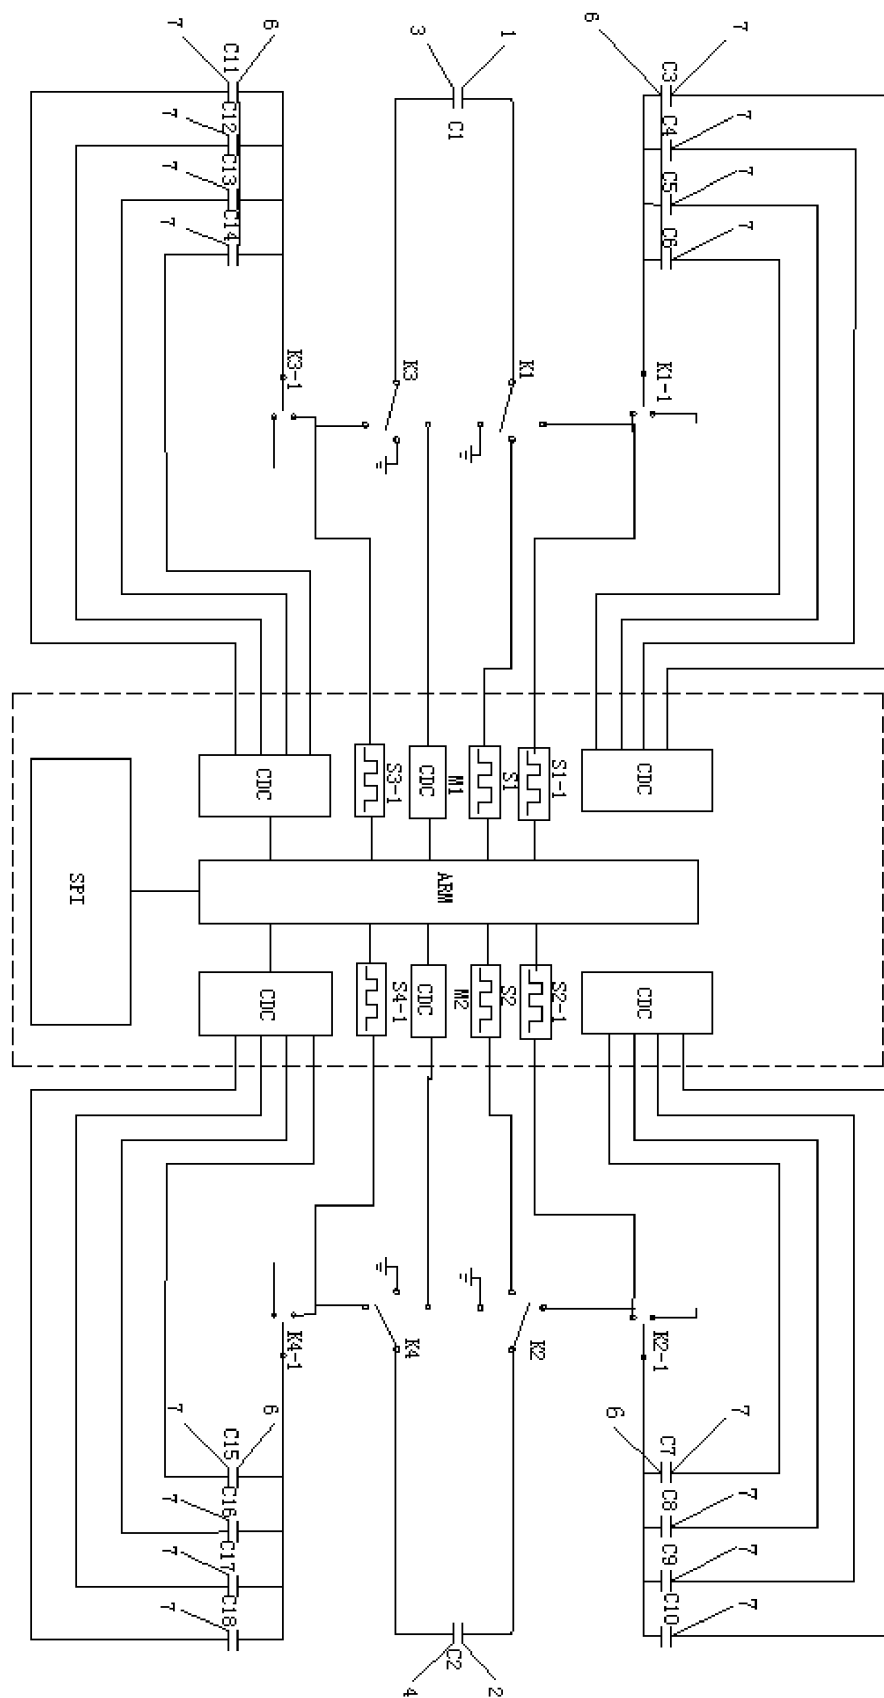 7 7 7 7 7 7 7 7
C3 C4 C5 C6 K1-1 K2-1 C7 C8 C9 C10
CDC CDC
6 6
S1-1 S2-1
K1 K2
1 S1 S2 2
C1 M1 M2 C2
ARM
CDC CDC
3 K3 K4 4
S3-1 S4-1
K3-1 K4-1
6 CDC CDC 6
C11 C12 C13 C14 C15 C16 C17 C18
7 7 7 7 7 7 7 7
SPI